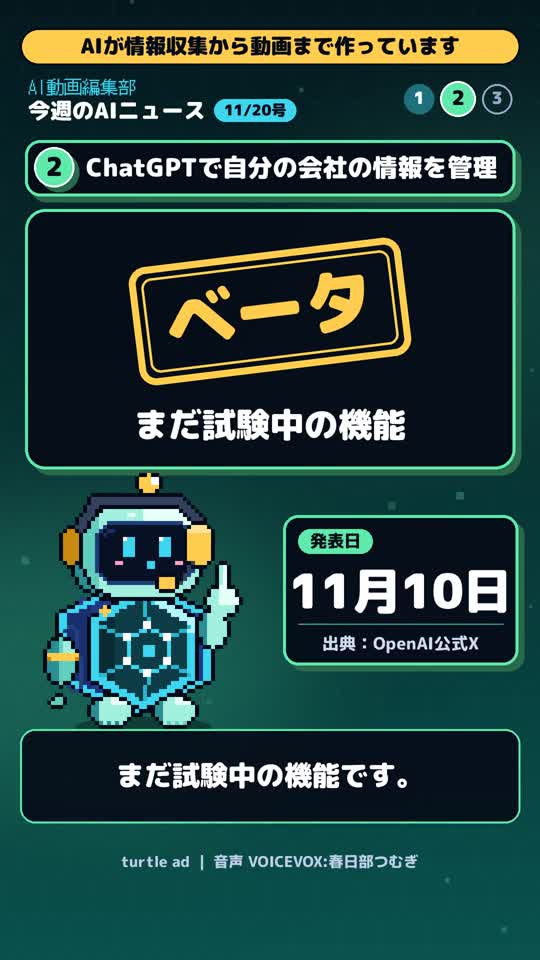 AIが情報収集から動画まで作っています
AI動画編集部
今週のAIニュース 11/20号
1 2 3
2 ChatGPTで自分の会社の情報を管理
ベータ
まだ試験中の機能
発表日
11月10日
出典：OpenAI公式X
まだ試験中の機能です。
turtle ad | 音声 VOICEVOX:春日部つむぎ